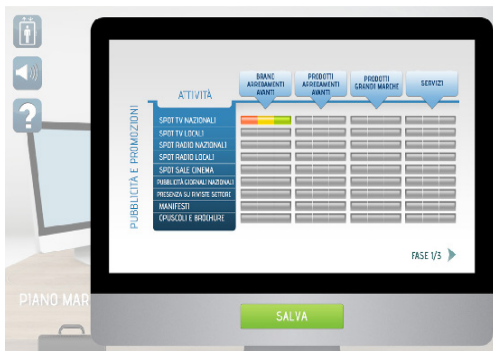 ?
BRAND
ARREDAMENTI
AVANTI
PRODOTTI
ARREDAMENTI
AVANTI
PRODOTTI
GRANDI MARCHE
SERVIZI
ATTIVITÀ
PUBBLICITÀ E PROMOZIONI
SPOT TV NAZIONALI
SPOT TV LOCALI
SPOT RADIO NAZIONALI
SPOT RADIO LOCALI
SPOT SALE CINEMA
PUBBLICITÀ GIORNALI NAZIONALI
PRESENZA SU RIVISTE SETTORE
MANIFESTI
OPUSCOLI E BROCHURE
FASE 1/3
PIANO MAR
SALVA